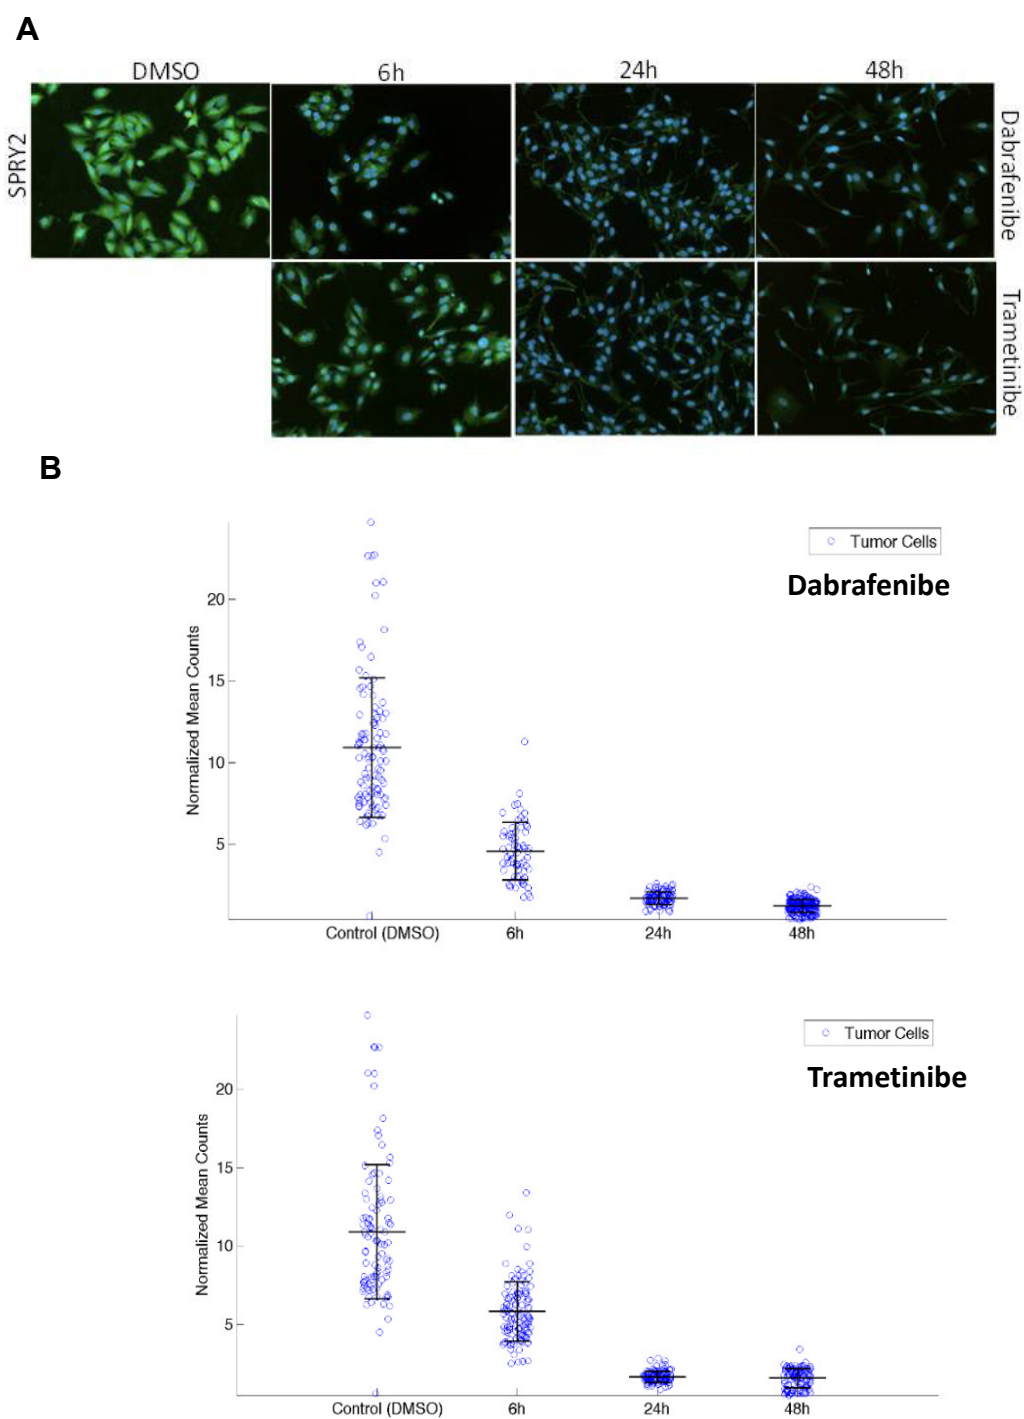 A
DMSO 6h 24h 48h
SPRY2
Dabrafenibe
Trametinibe
B
Tumor Cells
Dabrafenibe
20
15
10
5
Normalized Mean Counts
Control (DMSO) 6h 24h 48h
Tumor Cells
Trametinibe
20
15
10
5
Normalized Mean Counts
Control (DMSO) 6h 24h 48h